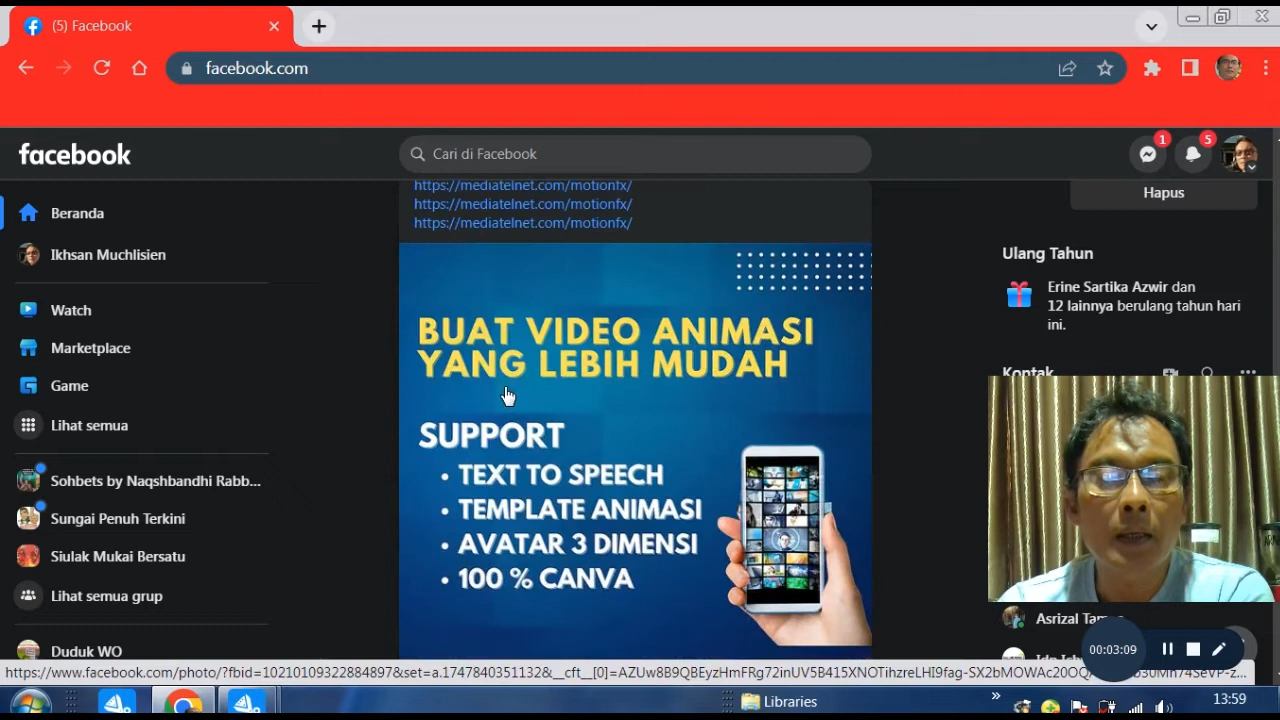 (5) Facebook
facebook.com
facebook
Cari di Facebook
1
5
Beranda
Ikhsan Muchlisien
Watch
Marketplace
Game
Lihat semua
Sohbets by Naqshbandhi Rabb...
Sungai Penuh Terkini
Siulak Mukai Bersatu
Lihat semua grup
Duduk WO
https://mediatelnet.com/motionfx/
https://mediatelnet.com/motionfx/
https://mediatelnet.com/motionfx/
BUAT VIDEO ANIMASI
YANG LEBIH MUDAH
SUPPORT
• TEXT TO SPEECH
• TEMPLATE ANIMASI
• AVATAR 3 DIMENSI
• 100 % CANVA
Hapus
Ulang Tahun
Erine Sartika Azwir dan
12 lainnya berulang tahun hari
ini.
Kontak
Asrizal
00:03:09
Libraries
13:59